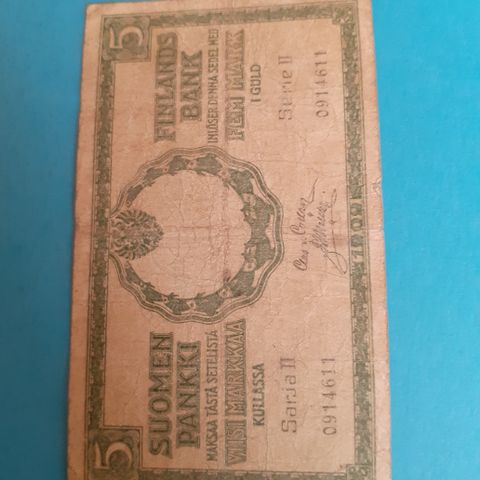 5
SUOMEN
PANKKI
MAKSAA TÄSTÄ SETELISTÄ
VIISI MARKKAA
KULLASSA
Sarja II
0914611
5
FINLANDS
BANK
INLÖSER DENNA SEDEL MED
FEM MARK
I GULD
Serie II
0914611
1909